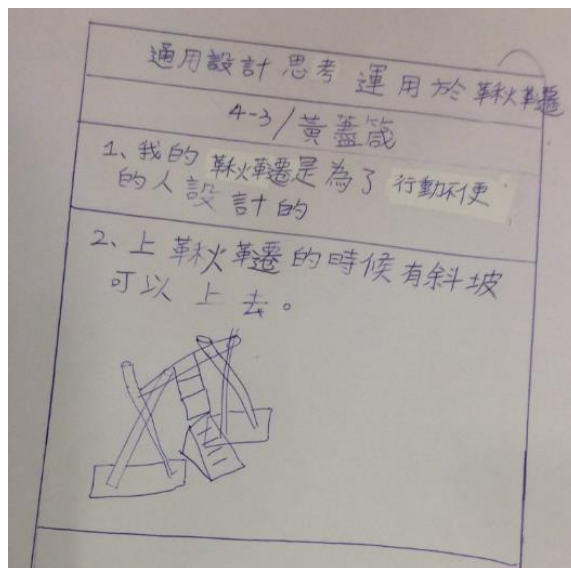 通用設計思考運用於鞦韆
4-3/黃蓋箴
1、我的鞦韆是為了行動不便
的人設計的
2、上鞦韆的時候有斜坡
可以上去。